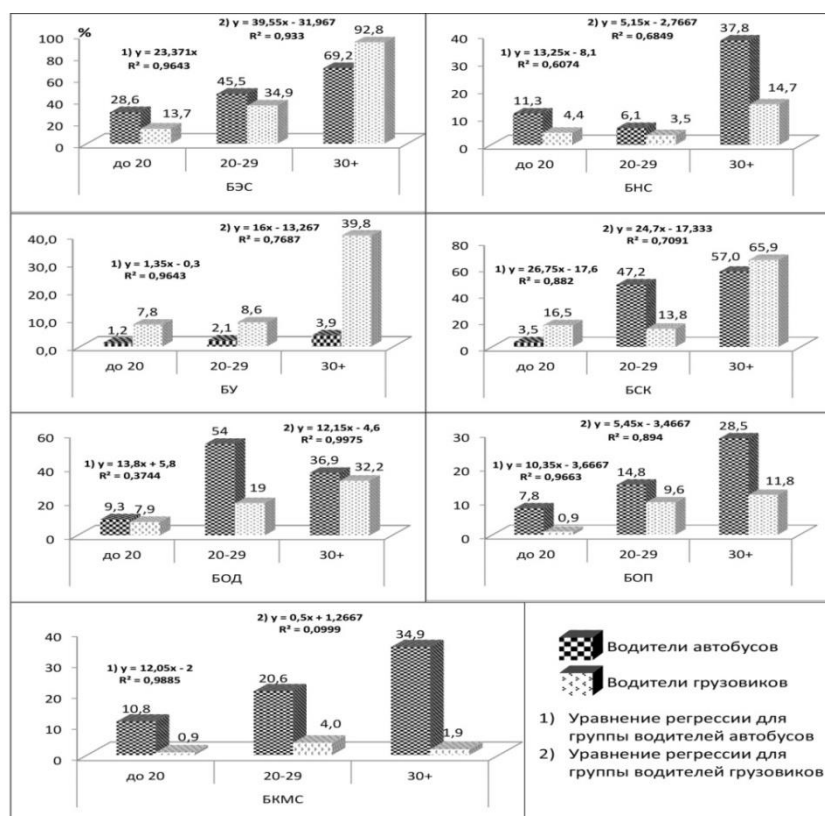 %
100
80
60
40
20
0
1) y = 23,371x
R² = 0,9643
2) y = 39,55x - 31,967
R² = 0,933
28,6
13,7
45,5
34,9
69,2
92,8
до 20
20-29
30+
БЭС
40
30
20
10
0
1) y = 13,25x - 8,1
R² = 0,6074
2) y = 5,15x - 2,7667
R² = 0,6849
11,3
4,4
6,1
3,5
37,8
14,7
до 20
20-29
30+
БНС
40,0
30,0
20,0
10,0
0,0
1) y = 1,35x - 0,3
R² = 0,9643
2) y = 16x - 13,267
R² = 0,7687
1,2
7,8
2,1
8,6
3,9
39,8
до 20
20-29
30+
БУ
80
60
40
20
0
1) y = 26,75x - 17,6
R² = 0,882
2) y = 24,7x - 17,333
R² = 0,7091
3,5
16,5
47,2
13,8
57,0
65,9
до 20
20-29
30+
БСК
60
40
20
0
1) y = 13,8x + 5,8
R² = 0,3744
2) y = 12,15x - 4,6
R² = 0,9975
9,3
7,9
54
19
36,9
32,2
до 20
20-29
30+
БОД
30
20
10
0
1) y = 10,35x - 3,6667
R² = 0,9663
2) y = 5,45x - 3,4667
R² = 0,894
7,8
0,9
14,8
9,6
28,5
11,8
до 20
20-29
30+
БОП
40
30
20
10
0
1) y = 12,05x - 2
R² = 0,9885
2) y = 0,5x + 1,2667
R² = 0,0999
10,8
0,9
20,6
4,0
34,9
1,9
до 20
20-29
30+
БКМС
Водители автобусов
Водители грузовиков
1) Уравнение регрессии для
группы водителей автобусов
2) Уравнение регрессии для
группы водителей грузовиков